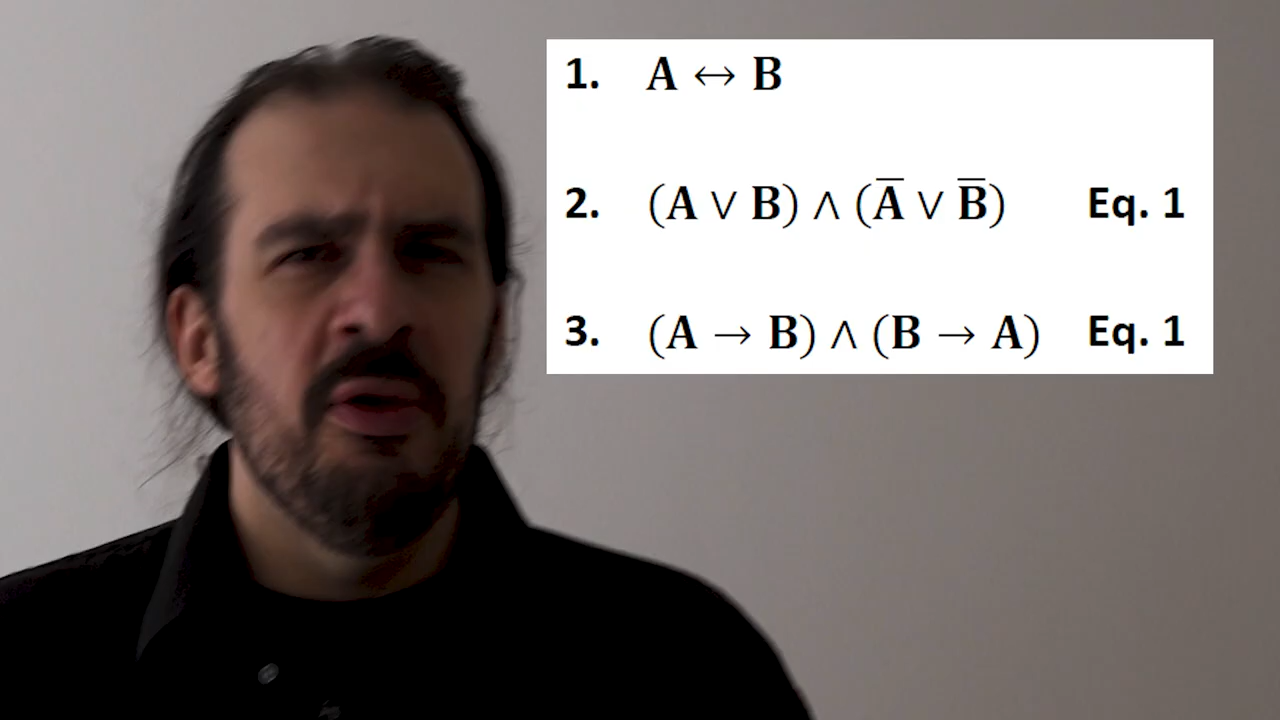 1. A ↔ B
2. (A ∨ B) ∧ (A̅ ∨ B̅) Eq. 1
3. (A → B) ∧ (B → A) Eq. 1